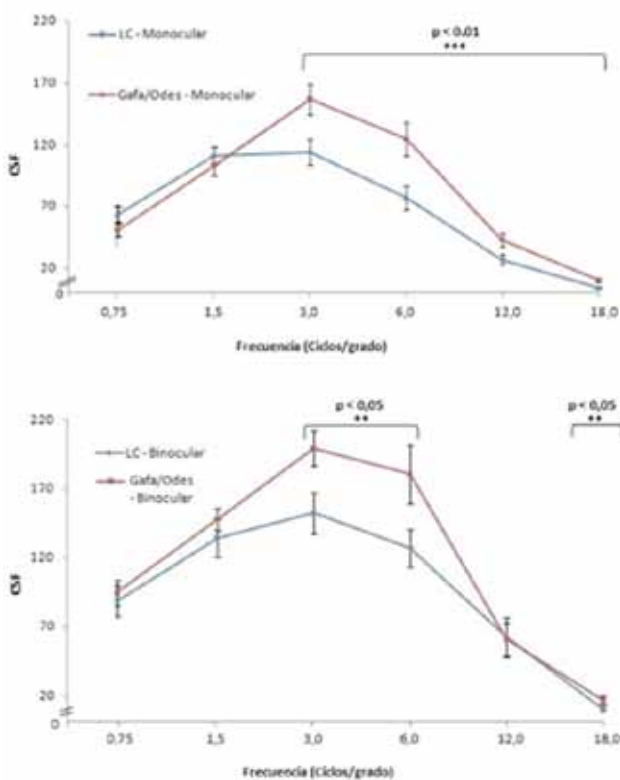 220
LC - Monocular
p < 0.01
***
170
Gafa/Odes - Monocular
CSF
120
70
20
0
0,75
1,5
3,0
6,0
12,0
18,0
Frecuencia (Ciclos/grado)
220
p < 0,05
**
p < 0,05
**
LC - Binocular
Gafa/Odes
- Binocular
170
CSF
120
70
20
0
0,75
1,5
3,0
6,0
12,0
18,0
Frecuencia (Ciclos/grado)